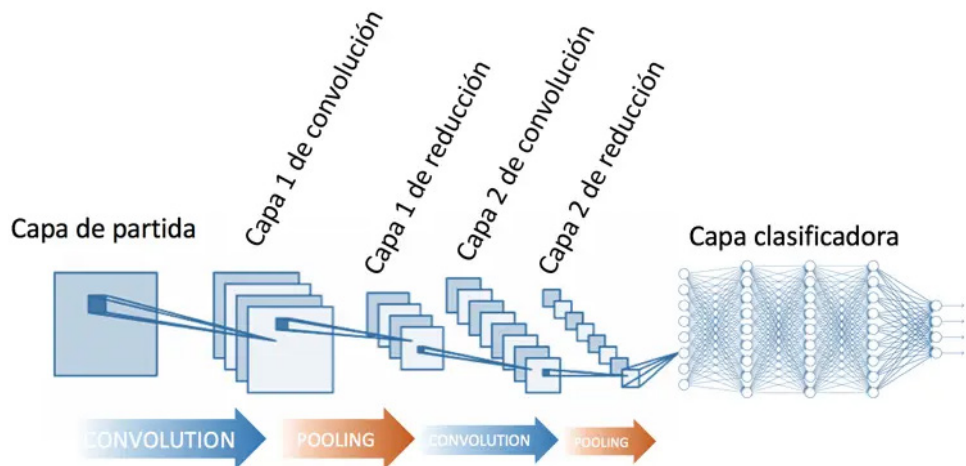 Capa de partida
Capa 1 de convolución
Capa 1 de reducción
Capa 2 de convolución
Capa 2 de reducción
Capa clasificadora
CONVOLUTION
POOLING
CONVOLUTION
POOLING